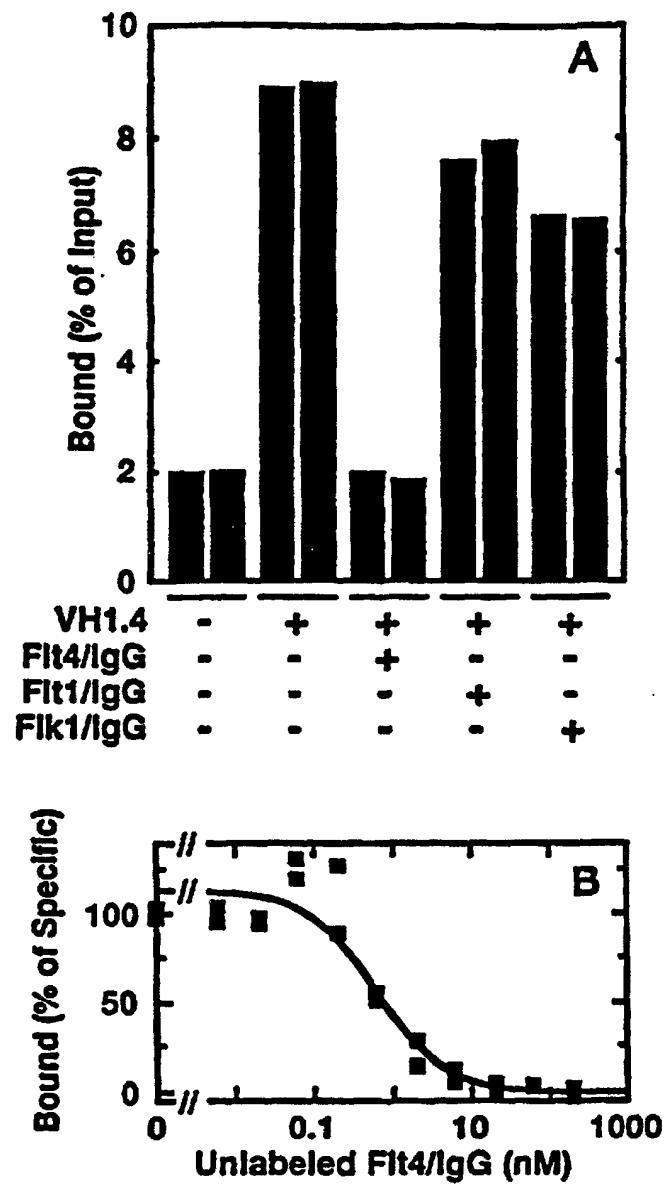 A
10
8
6
4
2
0
Bound (% of Input)
VH1.4 - + + + +
Flt4/IgG - - + - -
Flt1/IgG - - - + -
Flk1/IgG - - - - +
B
100
50
0
Bound (% of Specific)
0 0.1 10 1000
Unlabeled Flt4/IgG (nM)